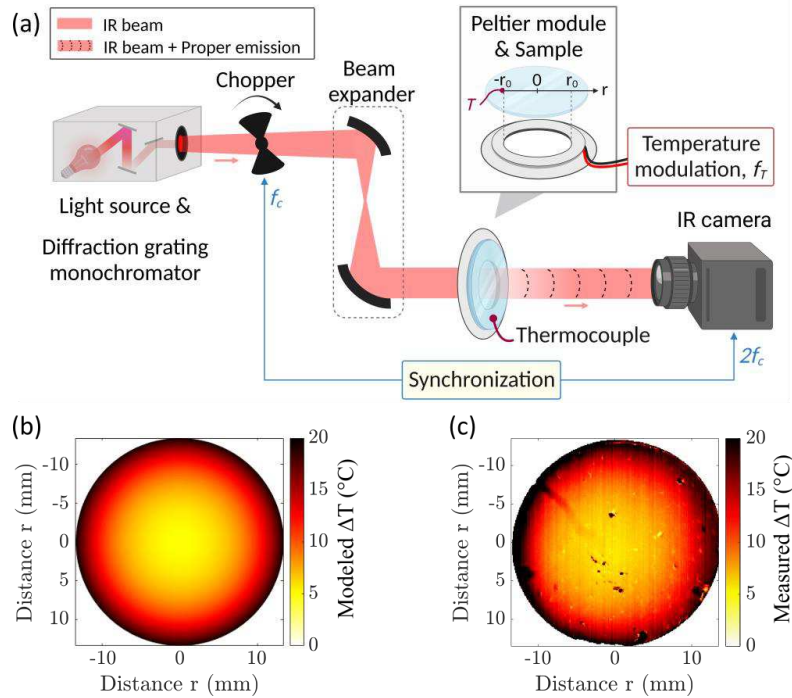 (a)
IR beam
IR beam + Proper emission
Chopper
Beam
expander
Peltier module
& Sample
-r₀ 0 r₀ r
T
Temperature
modulation, f_T
f_c
Light source &
Diffraction grating
monochromator
IR camera
Thermocouple
Synchronization
2f_c
(b)
-10
-5
0
5
10
Distance r (mm)
-10 0 10
Distance r (mm)
20
15
10
5
0
Modeled ΔT (°C)
(c)
-10
-5
0
5
10
Distance r (mm)
-10 0 10
Distance r (mm)
20
15
10
5
0
Measured ΔT (°C)